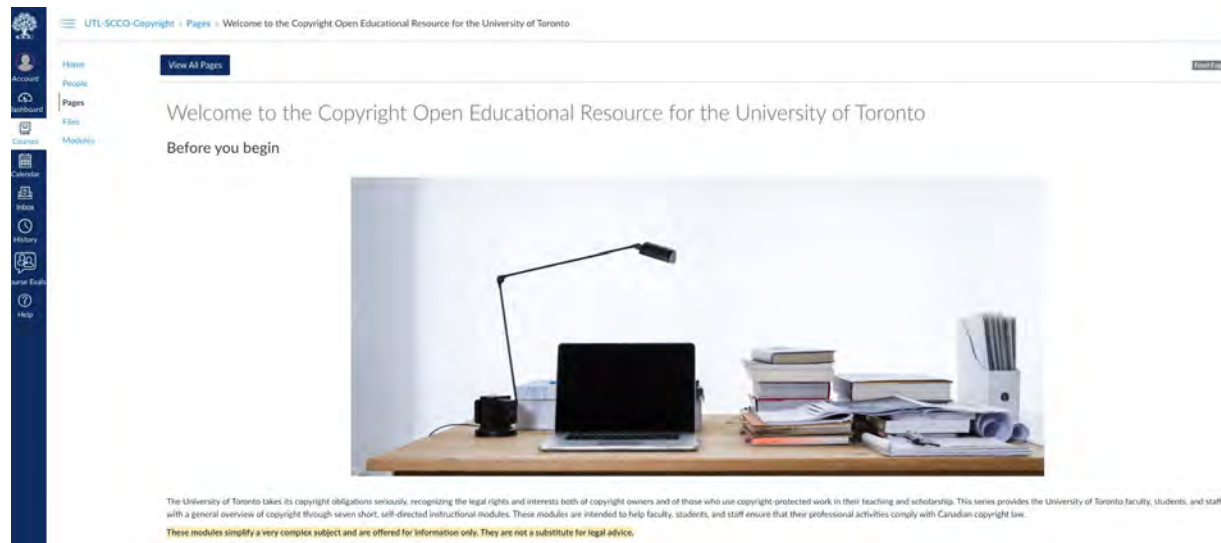 UTL-SCCO-Copyright › Pages › Welcome to the Copyright Open Educational Resource for the University of Toronto
Account
Dashboard
Courses
Calendar
Inbox
History
ourse Evals
Help
Home
People
Pages
Files
Modules
View All Pages
Welcome to the Copyright Open Educational Resource for the University of Toronto
Before you begin
The University of Toronto takes its copyright obligations seriously, recognizing the legal rights and interests both of copyright owners and of those who use copyright-protected work in their teaching and scholarship. This series provides the University of Toronto faculty, students, and staff
with a general overview of copyright through seven short, self-directed instructional modules. These modules are intended to help faculty, students, and staff ensure that their professional activities comply with Canadian copyright law.
These modules simplify a very complex subject and are offered for information only. They are not a substitute for legal advice.